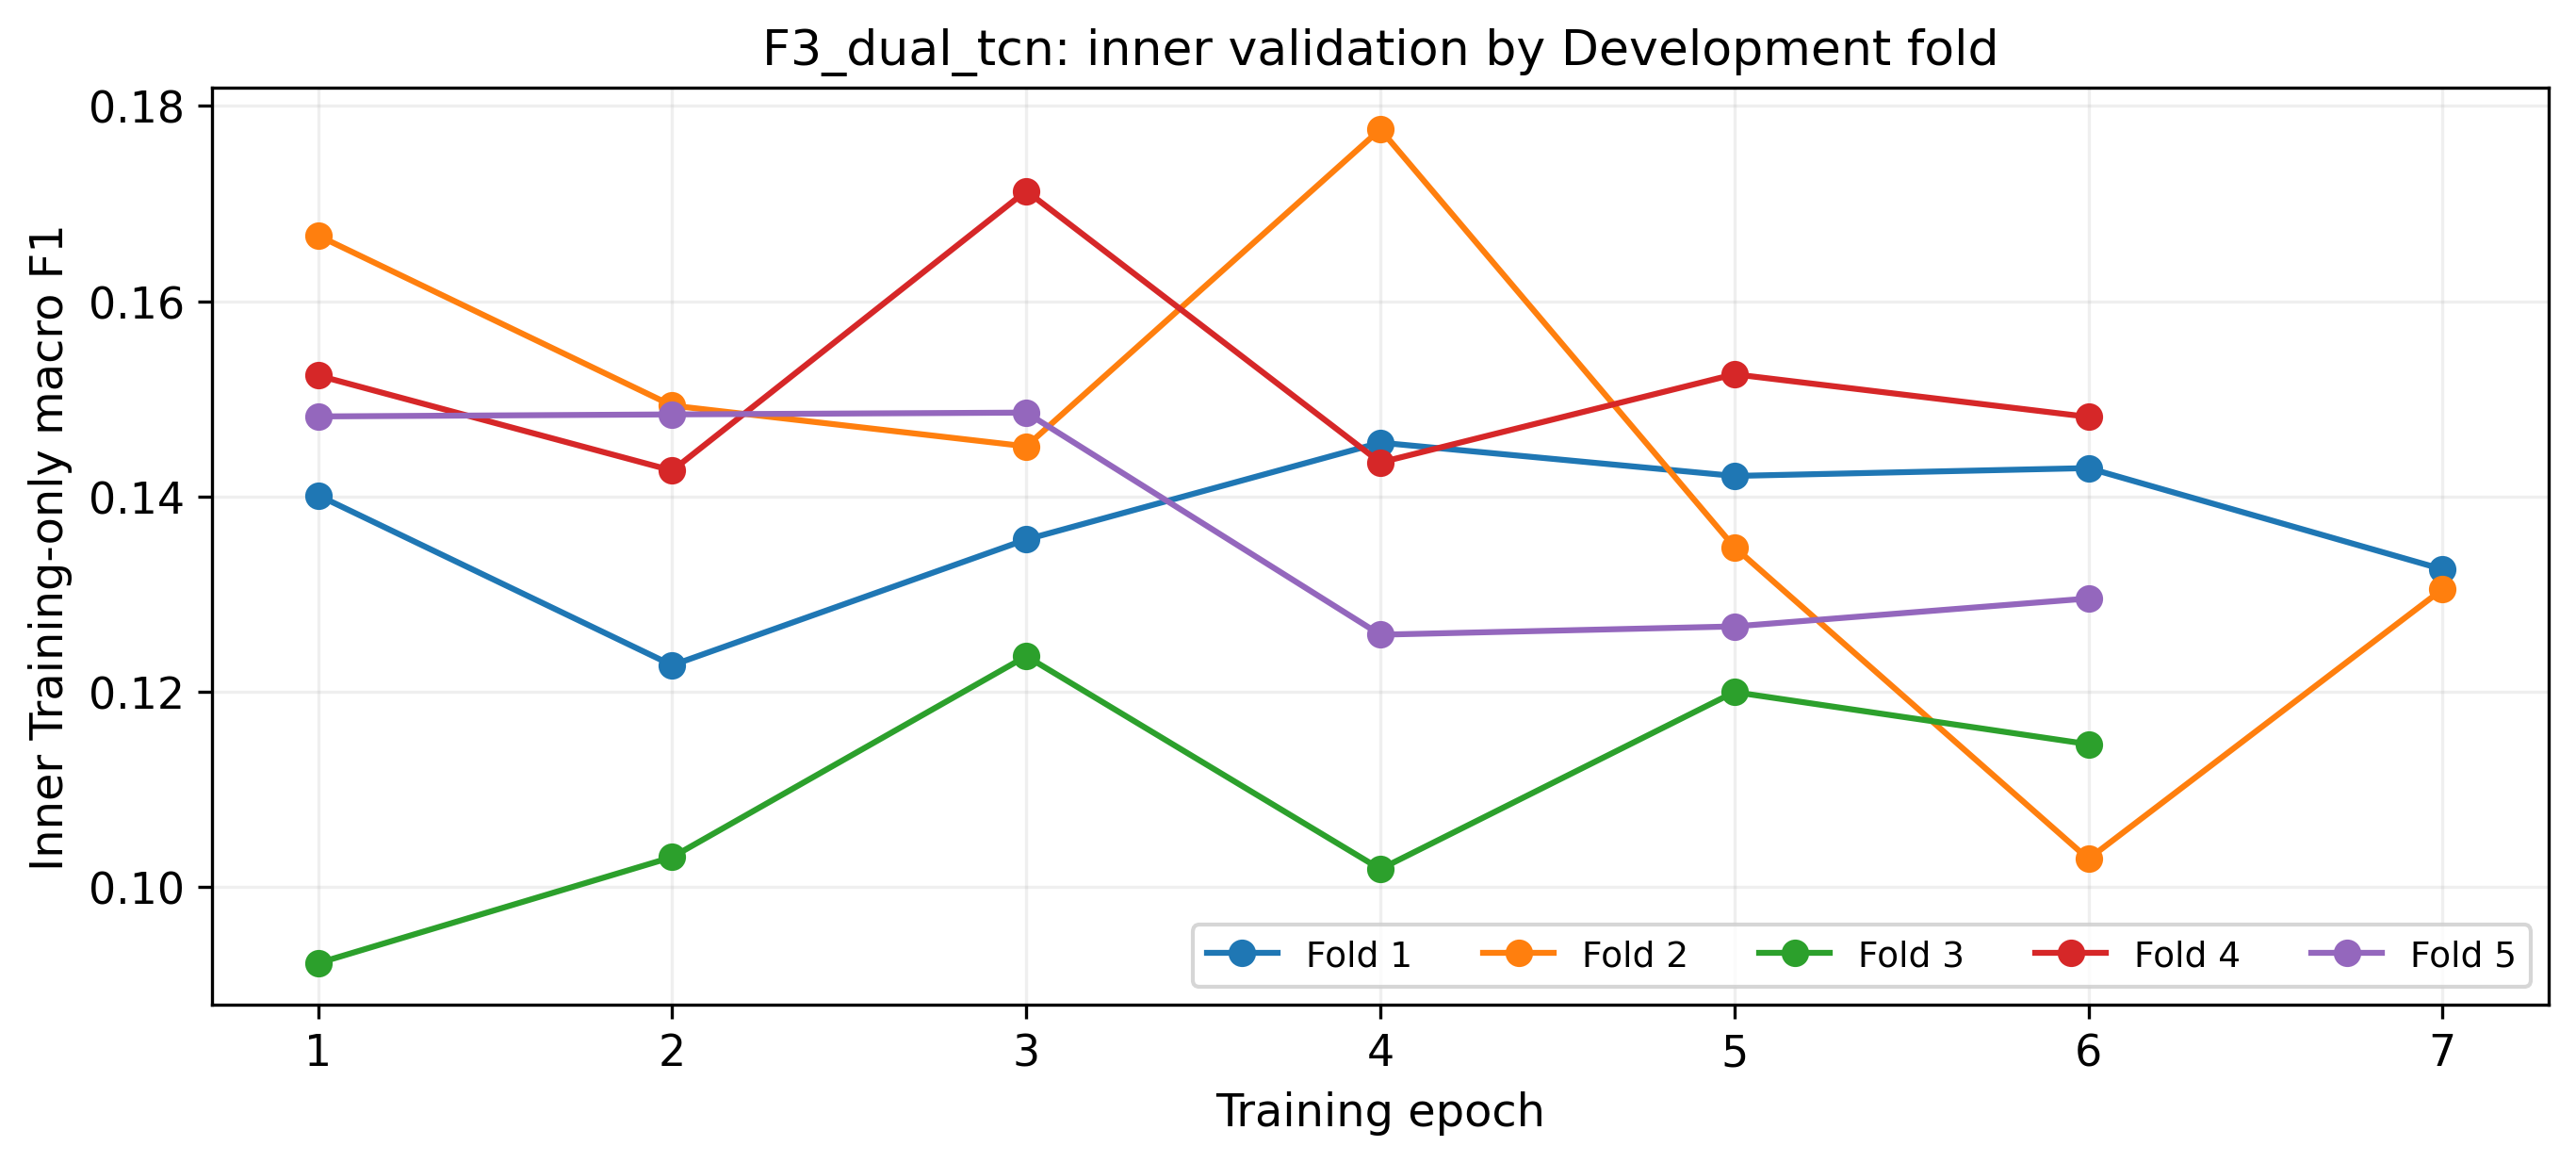 F3_dual_tcn: inner validation by Development fold
Inner Training-only macro F1
0.18
0.16
0.14
0.12
0.10
1 2 3 4 5 6 7
Training epoch
Fold 1 Fold 2 Fold 3 Fold 4 Fold 5